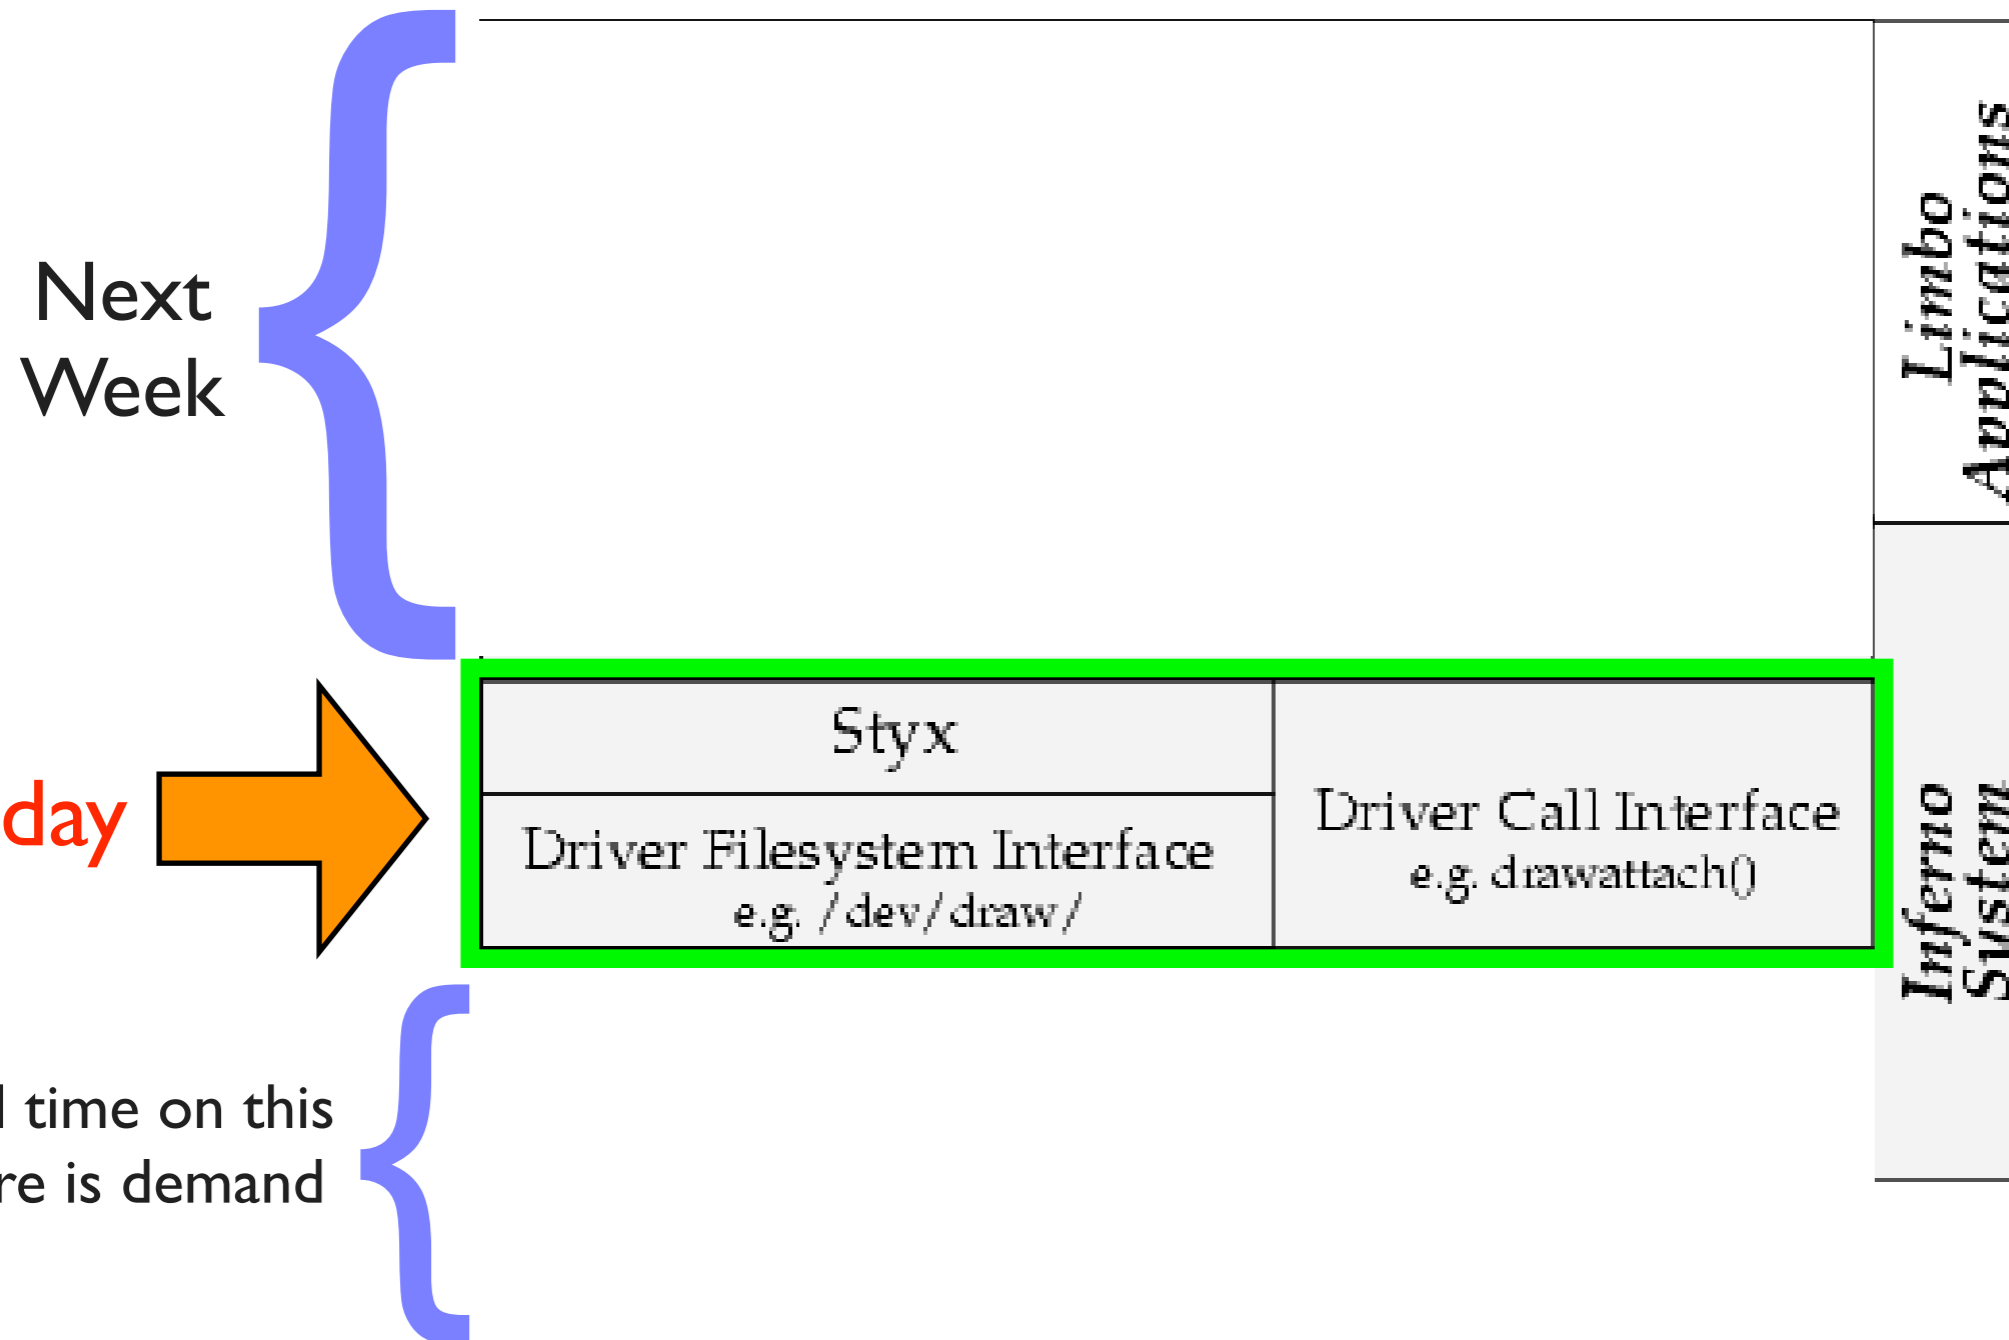 Next
Week
Limbo
Applications
Styx
Driver Filesystem Interface
e.g. /dev/draw/
Driver Call Interface
e.g. drawattach()
day
Inferno
System
time on this
re is demand